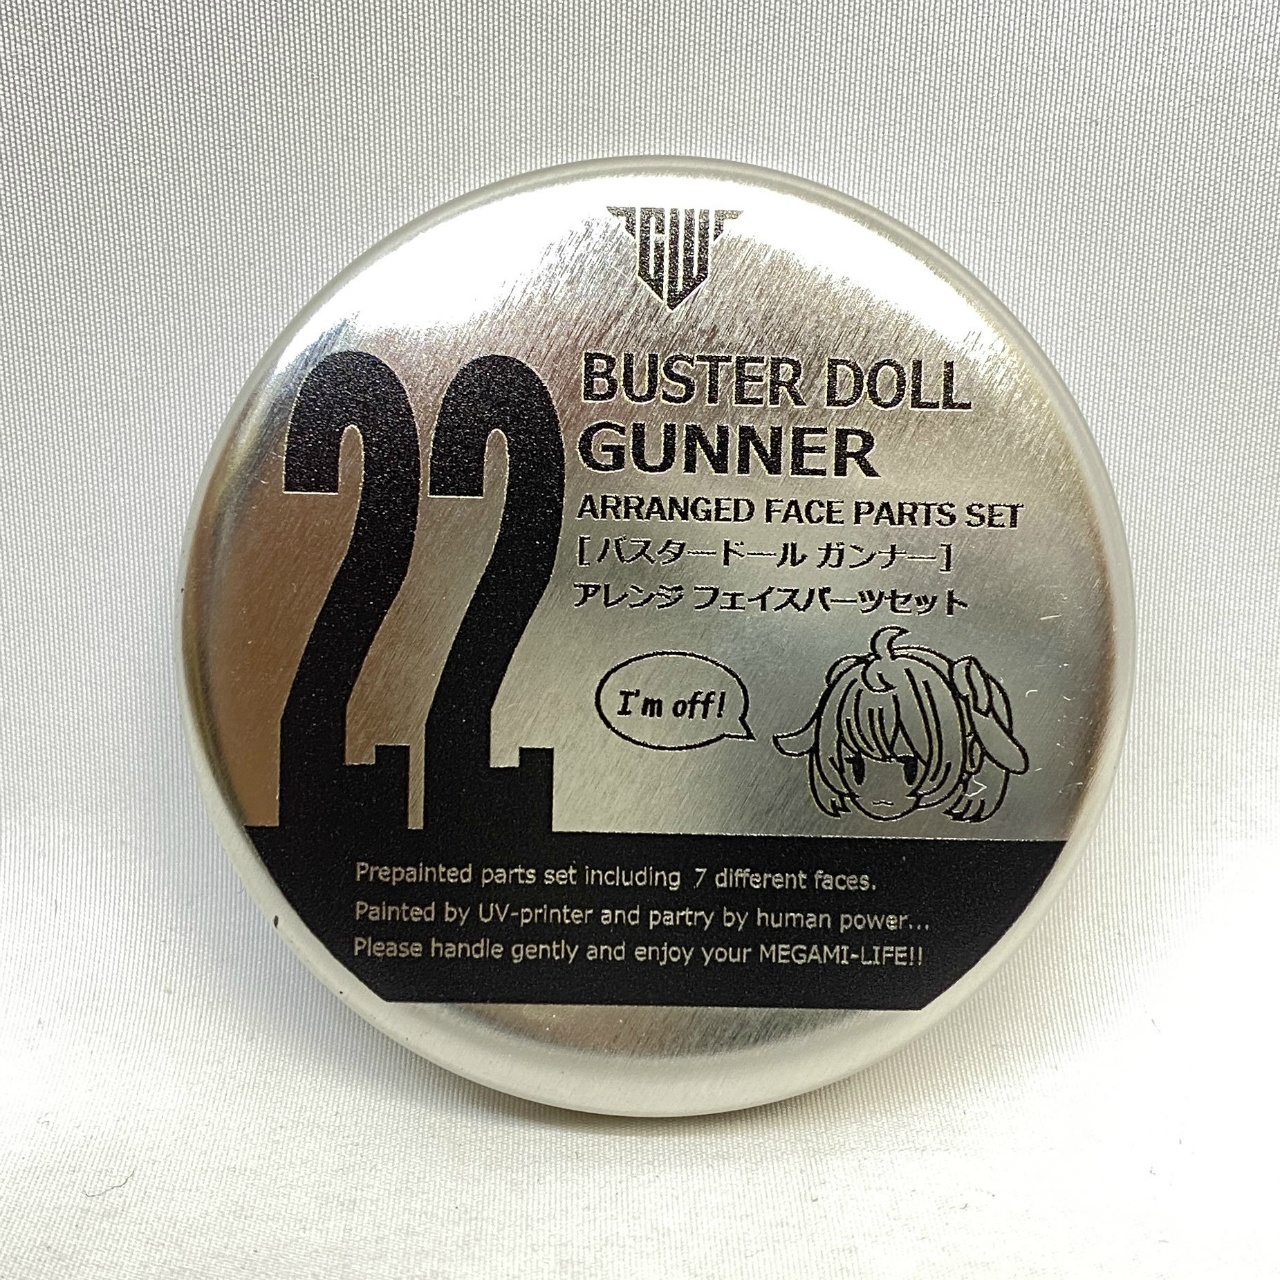 22
BUSTER DOLL
GUNNER
ARRANGED FACE PARTS SET
[ バスタードール ガンナー]
アレンジ フェイスパーツセット
I'm off!
Prepainted parts set including 7 different faces.
Painted by UV-printer and partry by human power...
Please handle gently and enjoy your MEGAMI-LIFE!!